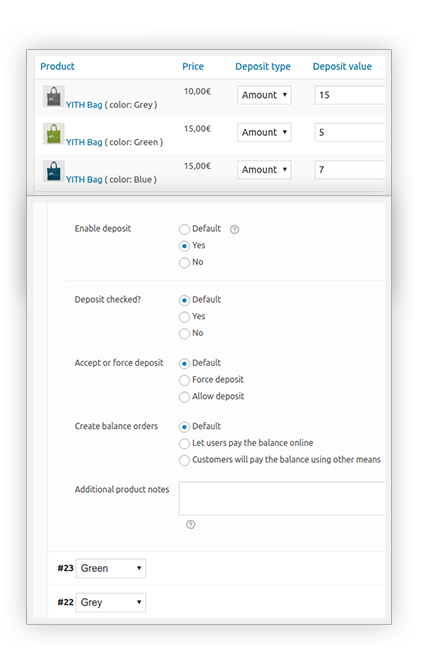 Product Price Deposit type Deposit value
YITH Bag ( color: Grey ) 10,00€ Amount 15
YITH Bag ( color: Green ) 15,00€ Amount 5
YITH Bag ( color: Blue ) 15,00€ Amount 7
Enable deposit Default ?
Yes
No
Deposit checked? Default
Yes
No
Accept or force deposit Default
Force deposit
Allow deposit
Create balance orders Default
Let users pay the balance online
Customers will pay the balance using other means
Additional product notes
?
#23 Green
#22 Grey